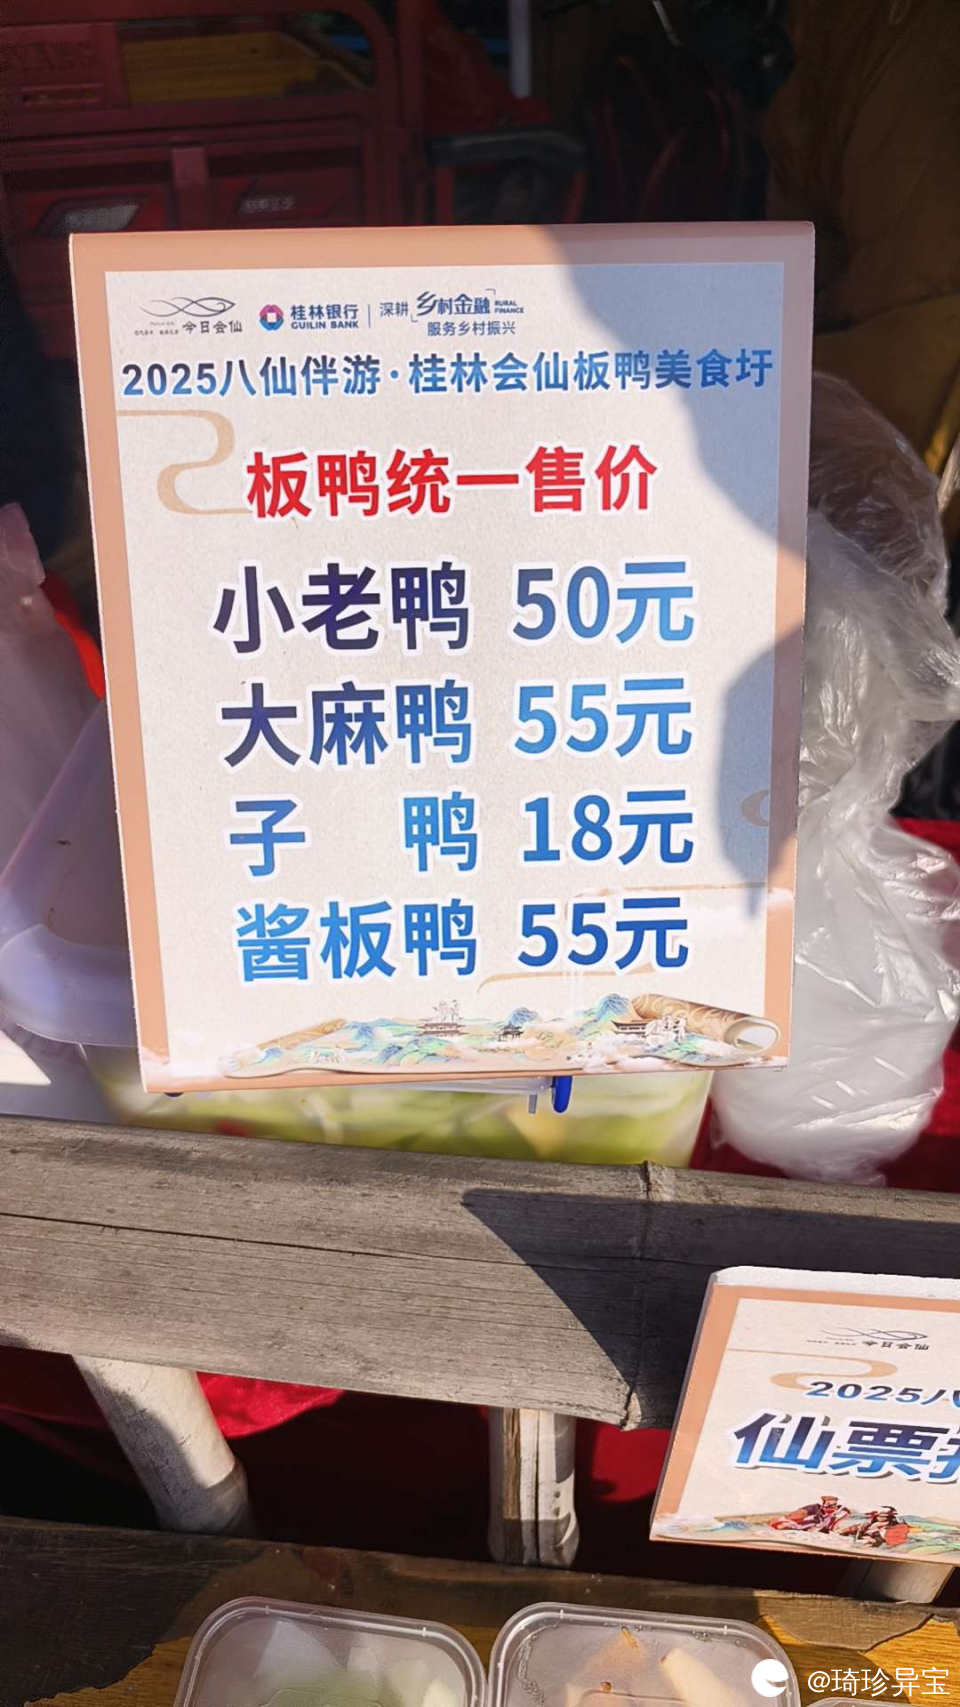 今日会仙
桂林银行
GUILIN BANK
深耕 乡村金融 RURAL FINANCE
服务乡村振兴
2025八仙伴游·桂林会仙板鸭美食圩
板鸭统一售价
小老鸭 50元
大麻鸭 55元
子 鸭 18元
酱板鸭 55元
今日会仙
2025八
仙票
@琦珍异宝